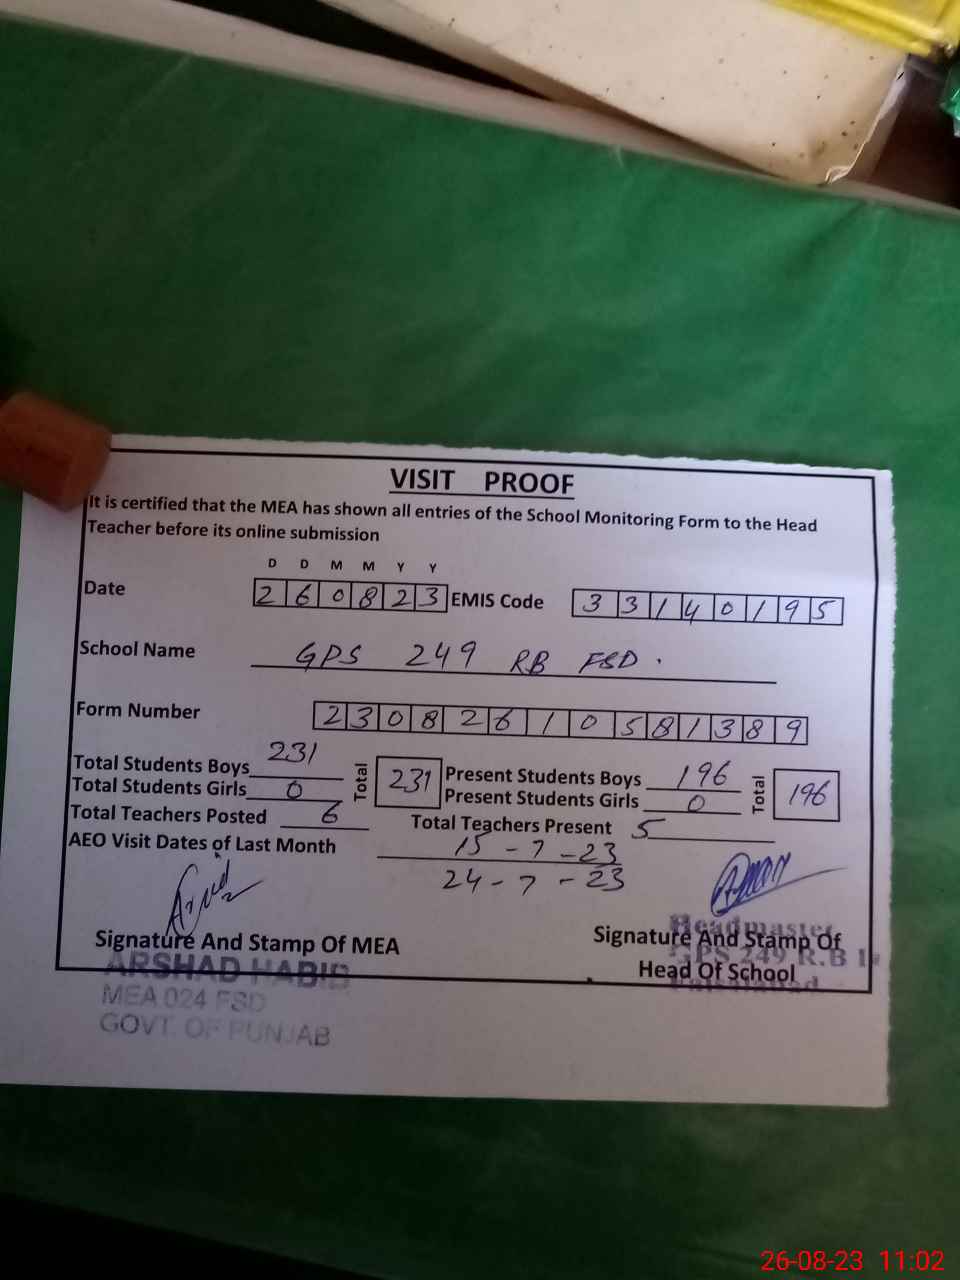 VISIT PROOF
It is certified that the MEA has shown all entries of the School Monitoring Form to the Head
Teacher before its online submission
D D M M Y Y
Date 260823 EMIS Code 33140195
School Name GPS 249 RB FSD.
Form Number 23082610581389
Total Students Boys 231 Total 231 Present Students Boys 196 Total 196
Total Students Girls 0 Present Students Girls 0
Total Teachers Posted 6 Total Teachers Present 5
AEO Visit Dates of Last Month 15-7-23
24-7-23
Signature And Stamp Of MEA
Headmaster
Signature And Stamp Of
GPS 249 R.B
Head Of School
Faisalabad
ARSHAD HABIB
MEA 024 FSD
GOVT. OF PUNJAB
26-08-23 11:02